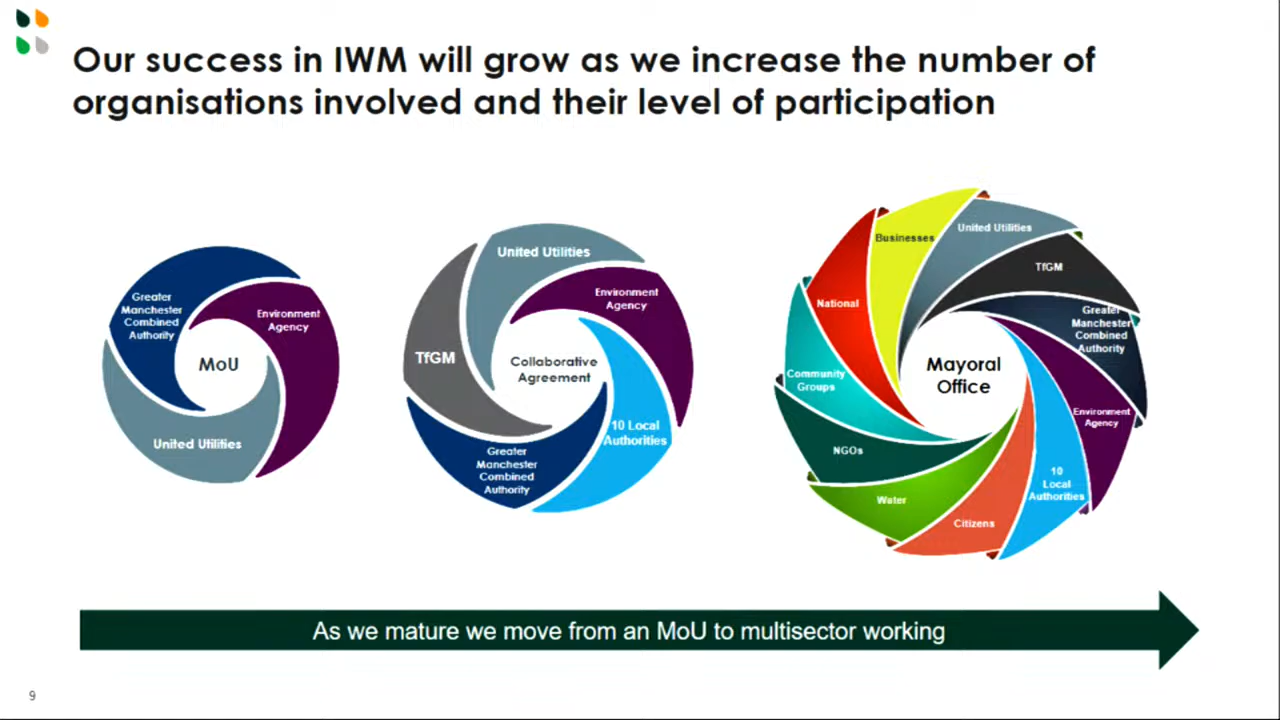 Our success in IWM will grow as we increase the number of
organisations involved and their level of participation
Greater
Manchester
Combined
Authority
Environment
Agency
MoU
United Utilities
United Utilities
Environment
Agency
TfGM
Collaborative
Agreement
10 Local
Authorities
Greater
Manchester
Combined
Authority
Businesses
United Utilities
TfGM
National
Greater
Manchester
Combined
Authority
Mayoral
Office
Community
Groups
Environment
Agency
NGOs
10
Local
Authorities
Water
Citizens
As we mature we move from an MoU to multisector working
9